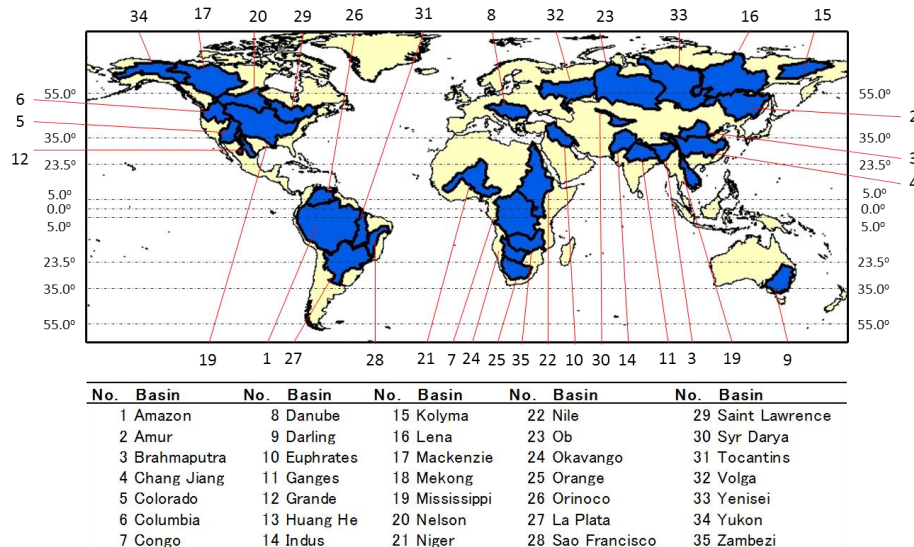 34 17 20 29 26 31 8 32 23 33 16 15
55.0° 55.0°
6 2
5
35.0° 35.0°
12 3
23.5° 23.5°
4
5.0° 5.0°
0.0° 0.0°
5.0° 5.0°
23.5° 23.5°
35.0° 35.0°
55.0° 55.0°
19 1 27 28 21 7 24 25 35 22 10 30 14 11 3 19 9
No. Basin No. Basin No. Basin No. Basin No. Basin
1 Amazon 8 Danube 15 Kolyma 22 Nile 29 Saint Lawrence
2 Amur 9 Darling 16 Lena 23 Ob 30 Syr Darya
3 Brahmaputra 10 Euphrates 17 Mackenzie 24 Okavango 31 Tocantins
4 Chang Jiang 11 Ganges 18 Mekong 25 Orange 32 Volga
5 Colorado 12 Grande 19 Mississippi 26 Orinoco 33 Yenisei
6 Columbia 13 Huang He 20 Nelson 27 La Plata 34 Yukon
7 Congo 14 Indus 21 Niger 28 Sao Francisco 35 Zambezi